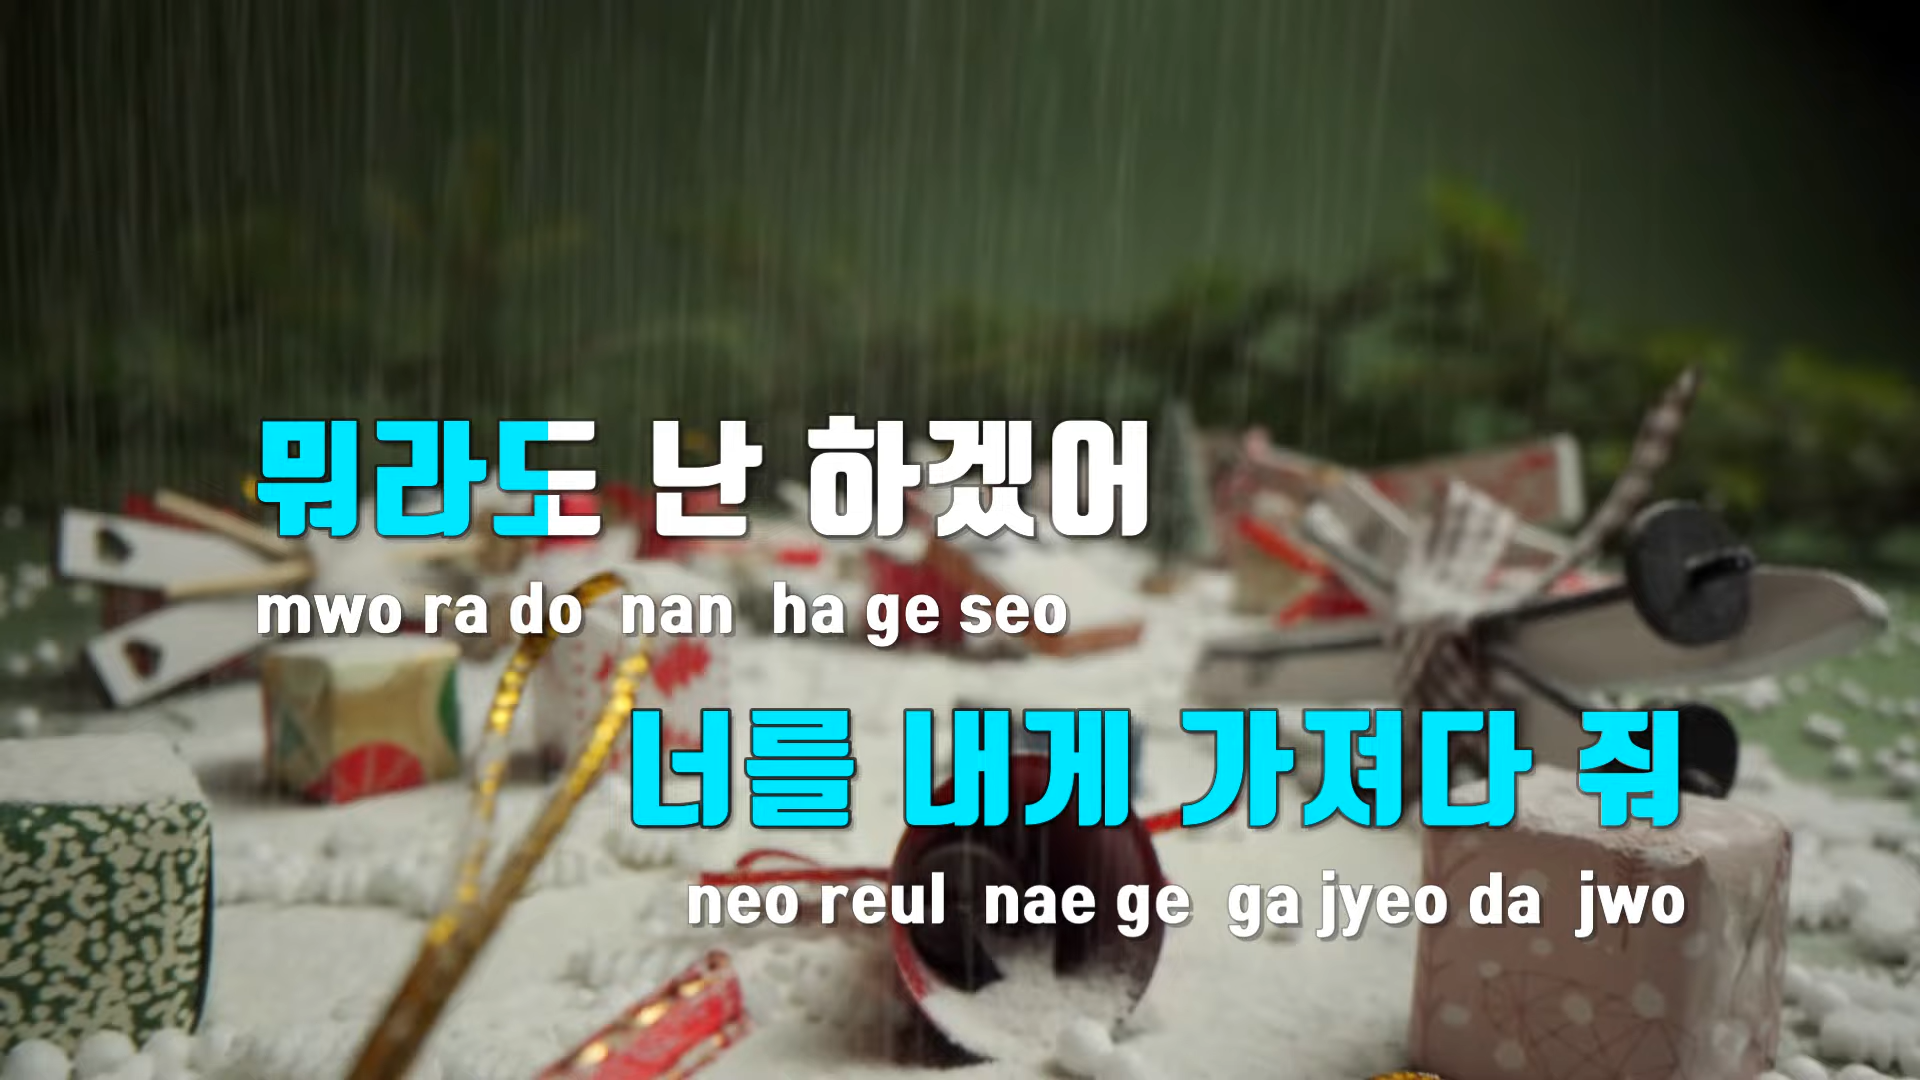 뭐라도 난 하겠어
mwo ra do nan ha ge seo
너를 내게 가져다 줘
neo reul nae ge ga jyeo da jwo